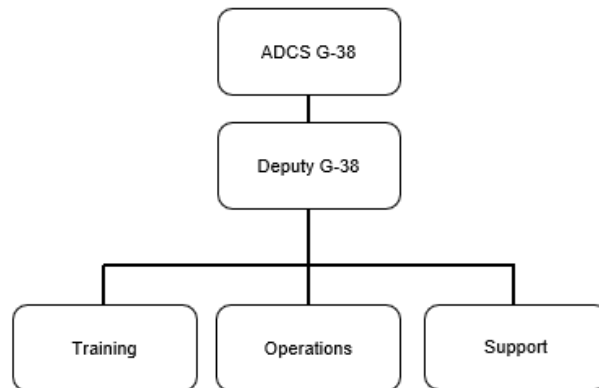 ADCS G-38
Deputy G-38
Training
Operations
Support